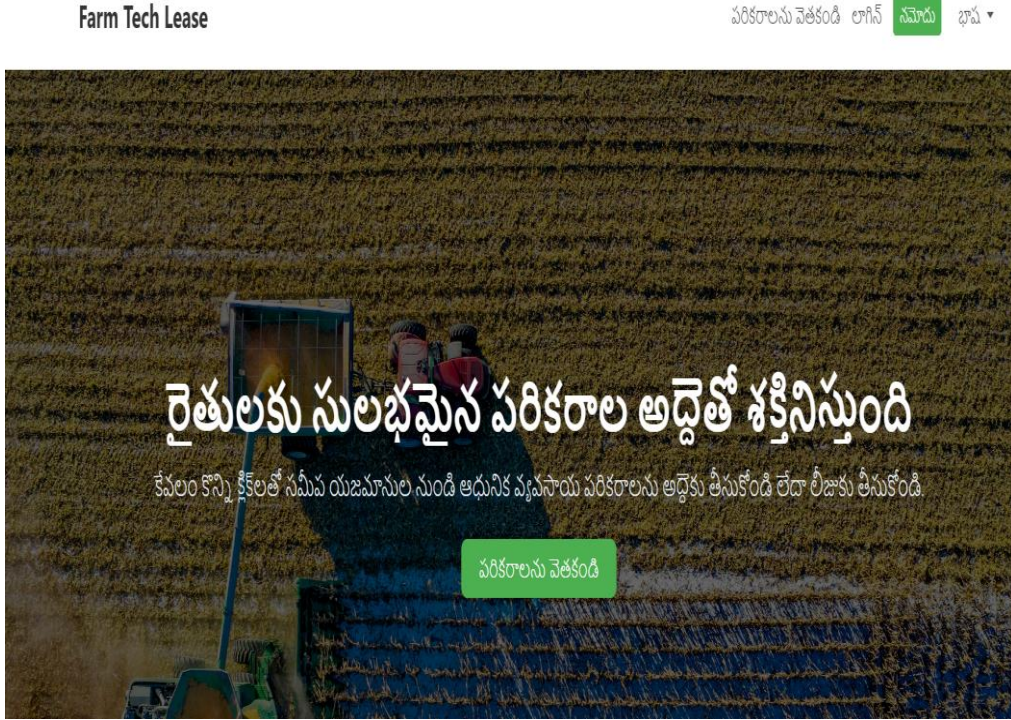 Farm Tech Lease
పరికరాలను వెతకండి లాగిన్ నమోదు భాష ▾
రైతులకు సులభమైన పరికరాల అద్దెతో శక్తినిస్తుంది
కేవలం కొన్ని క్లిక్‌లతో సమీప యజమానుల నుండి ఆధునిక వ్యవసాయ పరికరాలను అద్దెకు తీసుకోండి లేదా లీజుకు తీసుకోండి.
పరికరాలను వెతకండి